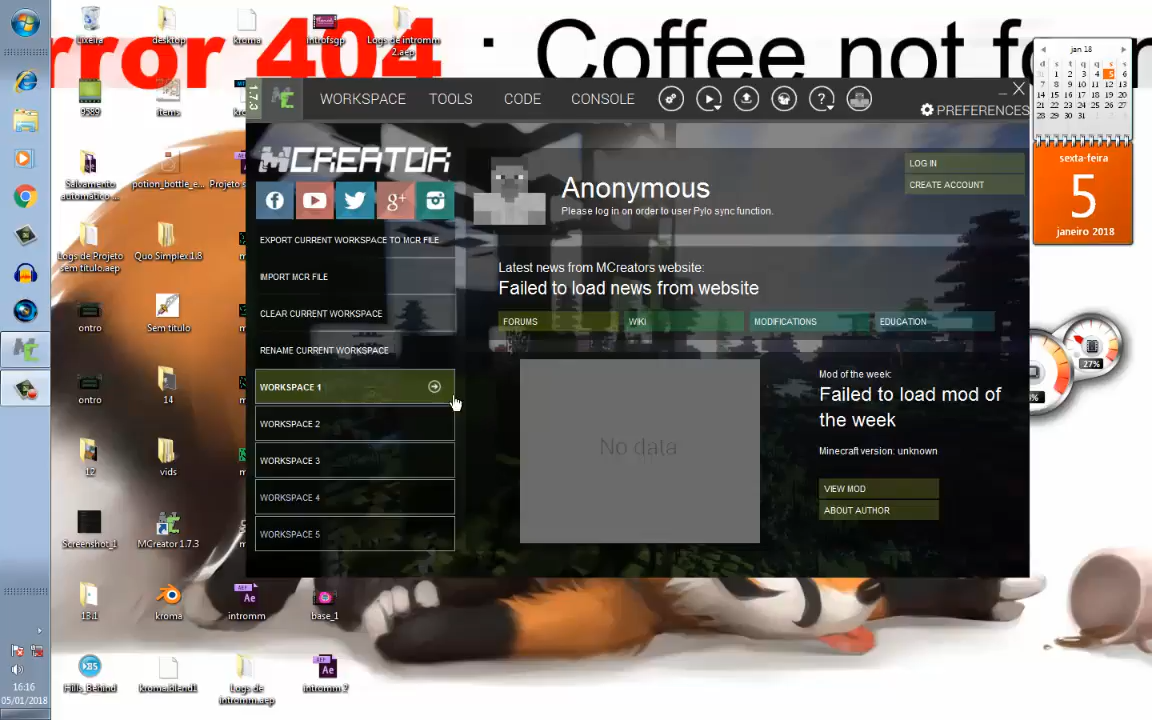 rror 404 : Coffee not fo
Lixeira
desktop
kroma
introfsgp
Logs de intromm
2.aep
9389
items
Salvamento
automático ...
potion_bottle_e...
Projeto s
Logs de Projeto
sem titulo.aep
Quo Simplex1.8
ontro
Sem titulo
ontro
14
12
vids
Screenshot_1
MCreator 1.7.3
13.1
kroma
intromm
base_1
Hills_Behind
kroma.blend1
Logs de
intromm.aep
intromm 2
16:16
05/01/2018
1.7.3
WORKSPACE
TOOLS
CODE
CONSOLE
PREFERENCES
MCREATOR
EXPORT CURRENT WORKSPACE TO MCR FILE
IMPORT MCR FILE
CLEAR CURRENT WORKSPACE
RENAME CURRENT WORKSPACE
WORKSPACE 1
WORKSPACE 2
WORKSPACE 3
WORKSPACE 4
WORKSPACE 5
Anonymous
Please log in on order to user Pylo sync function.
LOG IN
CREATE ACCOUNT
Latest news from MCreators website:
Failed to load news from website
FORUMS
WIKI
MODIFICATIONS
EDUCATION
No data
Mod of the week:
Failed to load mod of
the week
Minecraft version: unknown
VIEW MOD
ABOUT AUTHOR
jan 18
d s t q q s s
31 1 2 3 4 5 6
7 8 9 10 11 12 13
14 15 16 17 18 19 20
21 22 23 24 25 26 27
28 29 30 31
sexta-feira
5
janeiro 2018
27%